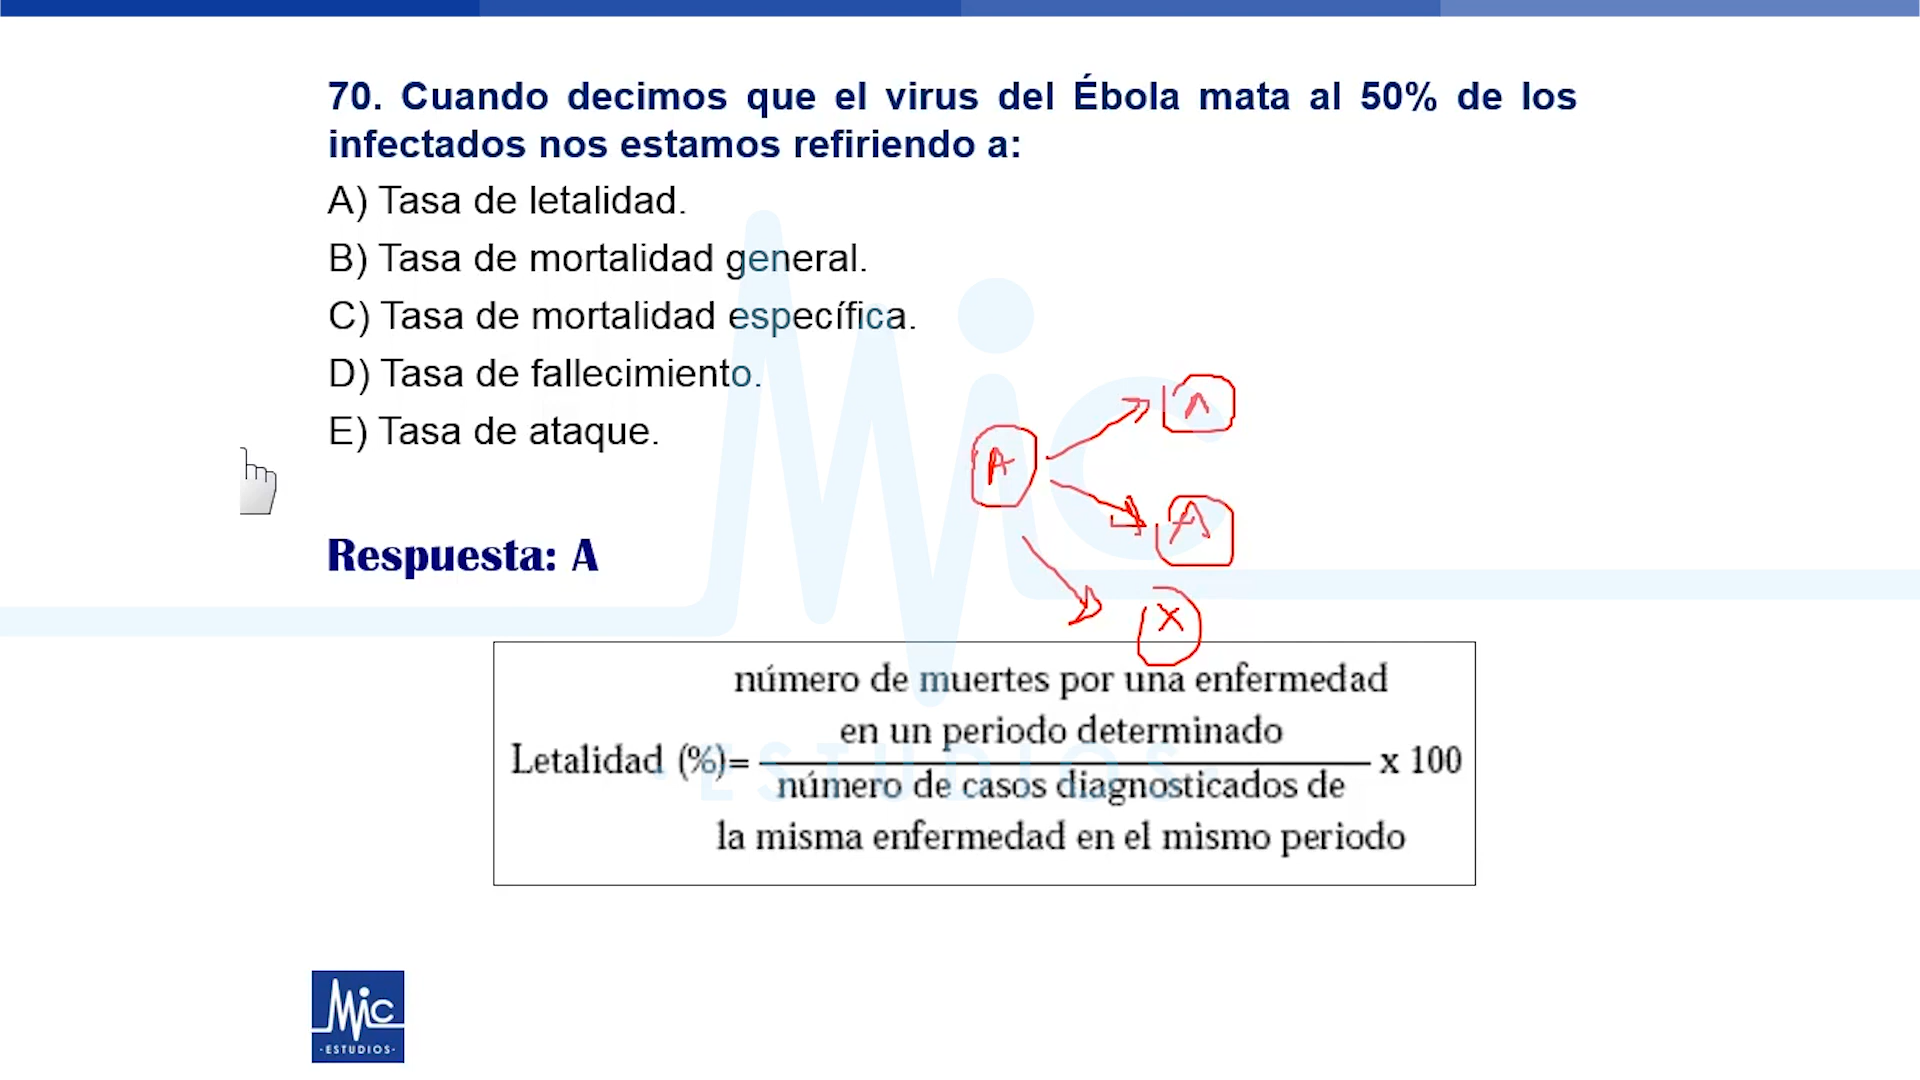 70. Cuando decimos que el virus del Ébola mata al 50% de los
infectados nos estamos refiriendo a:
A) Tasa de letalidad.
B) Tasa de mortalidad general.
C) Tasa de mortalidad específica.
D) Tasa de fallecimiento.
E) Tasa de ataque.
A
A
A
X
Respuesta: A
número de muertes por una enfermedad
en un periodo determinado
Letalidad (%)= x 100
número de casos diagnosticados de
la misma enfermedad en el mismo periodo
Mic
· ESTUDIOS ·
Mic
·ESTUDIOS·